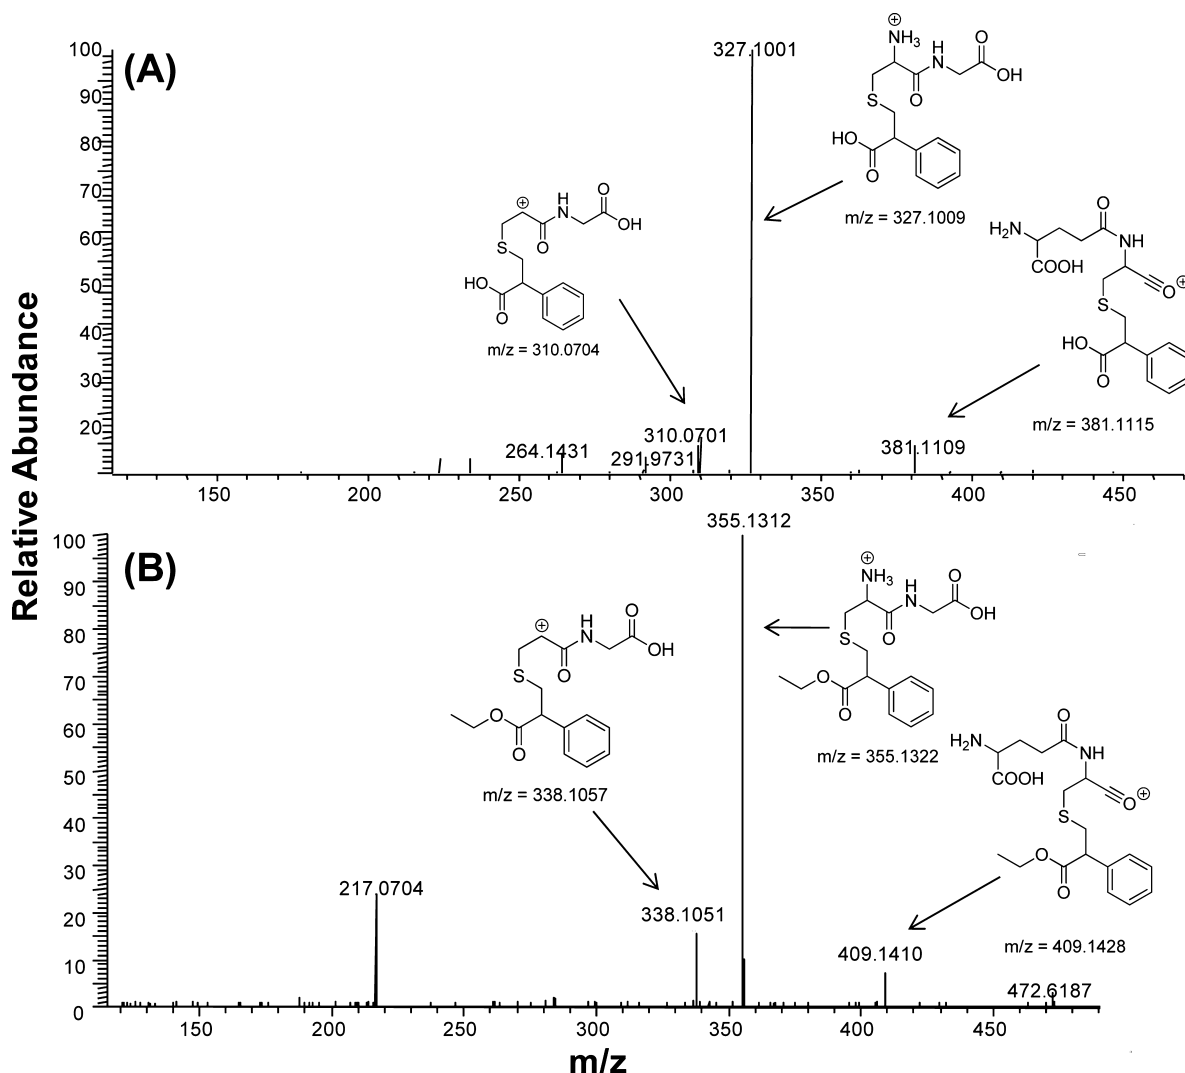 Relative Abundance
(A)
100
90
80
70
60
50
40
30
20
327.1001
310.0701
264.1431
291.9731
381.1109
⊕
NH3
H
N
O
OH
O
S
HO
O
m/z = 327.1009
⊕
H
N
O
OH
O
S
HO
O
m/z = 310.0704
O
H2N
NH
COOH
O⊕
S
HO
O
m/z = 381.1115
150 200 250 300 350 400 450
(B)
100
90
80
70
60
50
40
30
20
10
0
355.1312
217.0704
338.1051
409.1410
472.6187
⊕
NH3
H
N
O
OH
O
S
O
O
m/z = 355.1322
⊕
H
N
O
OH
O
S
O
O
m/z = 338.1057
O
H2N
NH
COOH
O⊕
S
O
O
m/z = 409.1428
150 200 250 300 350 400 450
m/z